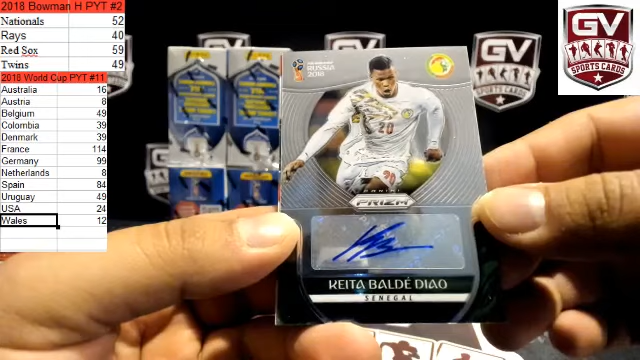 2018 Bowman H PYT #2
Nationals 52
Rays 40
Red Sox 59
Twins 49
2018 World Cup PYT #11
Australia 16
Austria 8
Belgium 49
Colombia 39
Denmark 39
France 114
Germany 99
Netherlands 8
Spain 84
Uruguay 49
USA 24
Wales 12
GV
SPORTS CARDS
RUSSIA
2018
20
20
PANINI
PRIZM
KEITA BALDÉ DIAO
SENEGAL